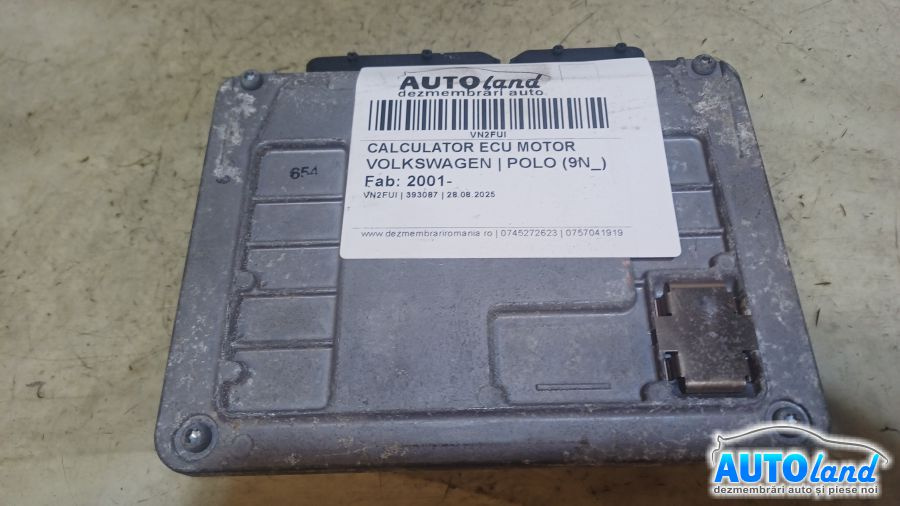 AUTOland
dezmembrări auto
VN2FUI
CALCULATOR ECU MOTOR
VOLKSWAGEN | POLO (9N_)
Fab: 2001-
VN2FUI | 393087 | 28.08.2025
www.dezmembrariromania.ro | 0745272623 | 0757041919
654
AUTOland
dezmembrări auto și piese noi